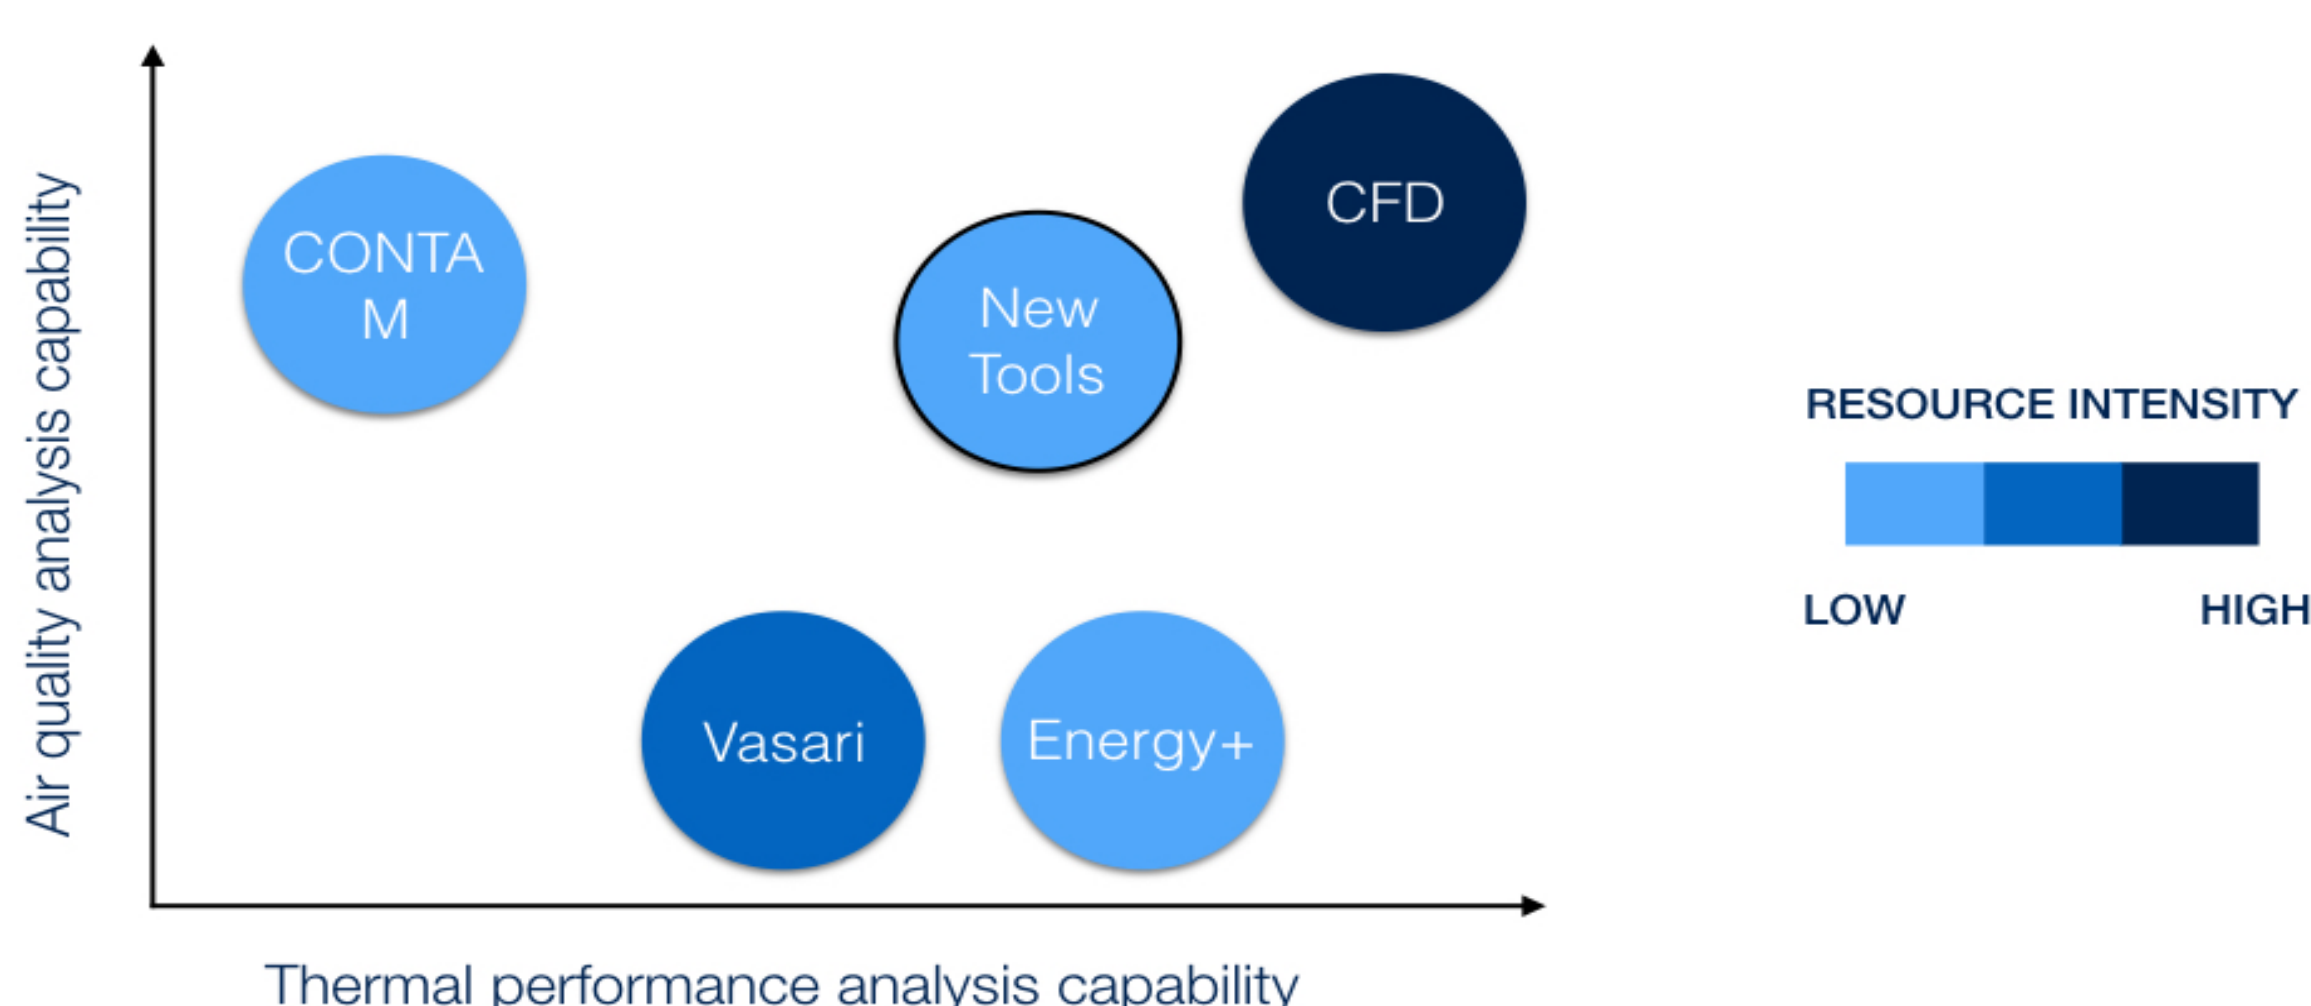 Air quality analysis capability
CONTA
M
New
Tools
CFD
Vasari
Energy+
Thermal performance analysis capability
RESOURCE INTENSITY
LOW
HIGH